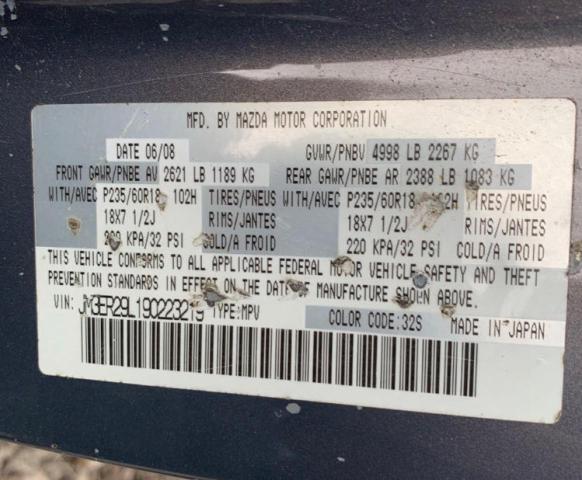 MFD. BY MAZDA MOTOR CORPORATION
DATE 06/08 GVWR/PNBV 4998 LB 2267 KG
FRONT GAWR/PNBE AV 2621 LB 1189 KG REAR GAWR/PNBE AR 2388 LB 1083 KG
WITH/AVEC P235/60R18 102H TIRES/PNEUS WITH/AVEC P235/60R18 102H TIRES/PNEUS
18X7 1/2J RIMS/JANTES 18X7 1/2J RIMS/JANTES
220 KPA/32 PSI COLD/A FROID 220 KPA/32 PSI COLD/A FROID
THIS VEHICLE CONFORMS TO ALL APPLICABLE FEDERAL MOTOR VEHICLE SAFETY AND THEFT
PREVENTION STANDARDS IN EFFECT ON THE DATE OF MANUFACTURE SHOWN ABOVE.
VIN: JM3ER29L190223219 TYPE:MPV COLOR CODE:32S MADE IN JAPAN